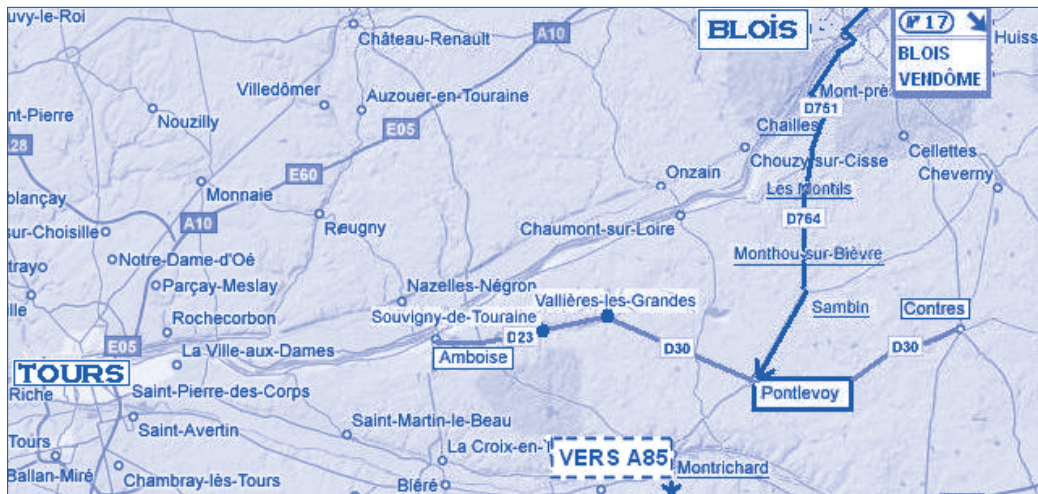 uvy-le-Roi
Château-Renault
A10
BLOIS
N° 17
Huiss
BLOIS
VENDÔME
Villedômer
Auzouer-en-Touraine
Mont-prè
D751
nt-Pierre
Nouzilly
E05
Chailles
28
Chouzy-sur-Cisse
Cellettes
Onzain
Cheverny
E60
Monnaie
Les Montils
blançay
A10
Reugny
D764
sur-Choisille
Chaumont-sur-Loire
Notre-Dame-d'Oé
Monthou-sur-Bièvre
tray
Parçay-Meslay
Nazelles-Négron
Vallières-les-Grandes
ille
Souvigny-de-Touraine
Sambin
Contres
Rochecorbon
D23
E05
La Ville-aux-Dames
Amboise
D30
D30
TOURS
Riche
Saint-Pierre-des-Corps
Pontlevoy
Saint-Martin-le-Beau
Saint-Avertin
Tours
La Croix-en-T
VERS A85
Montrichard
Ballan-Miré
Chambray-lès-Tours
Bléré